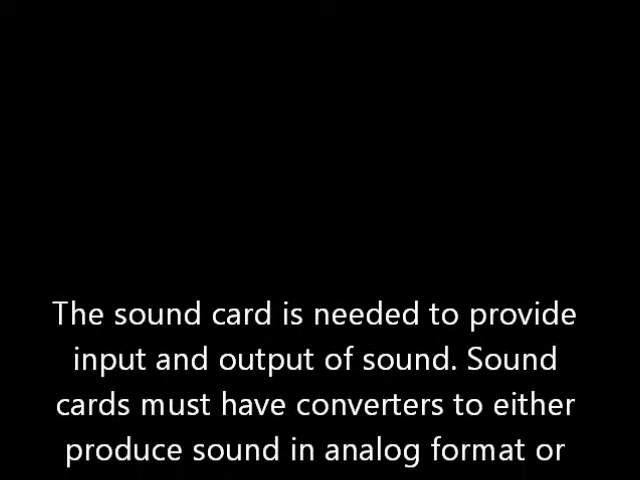 The sound card is needed to provide
input and output of sound. Sound
cards must have converters to either
produce sound in analog format or